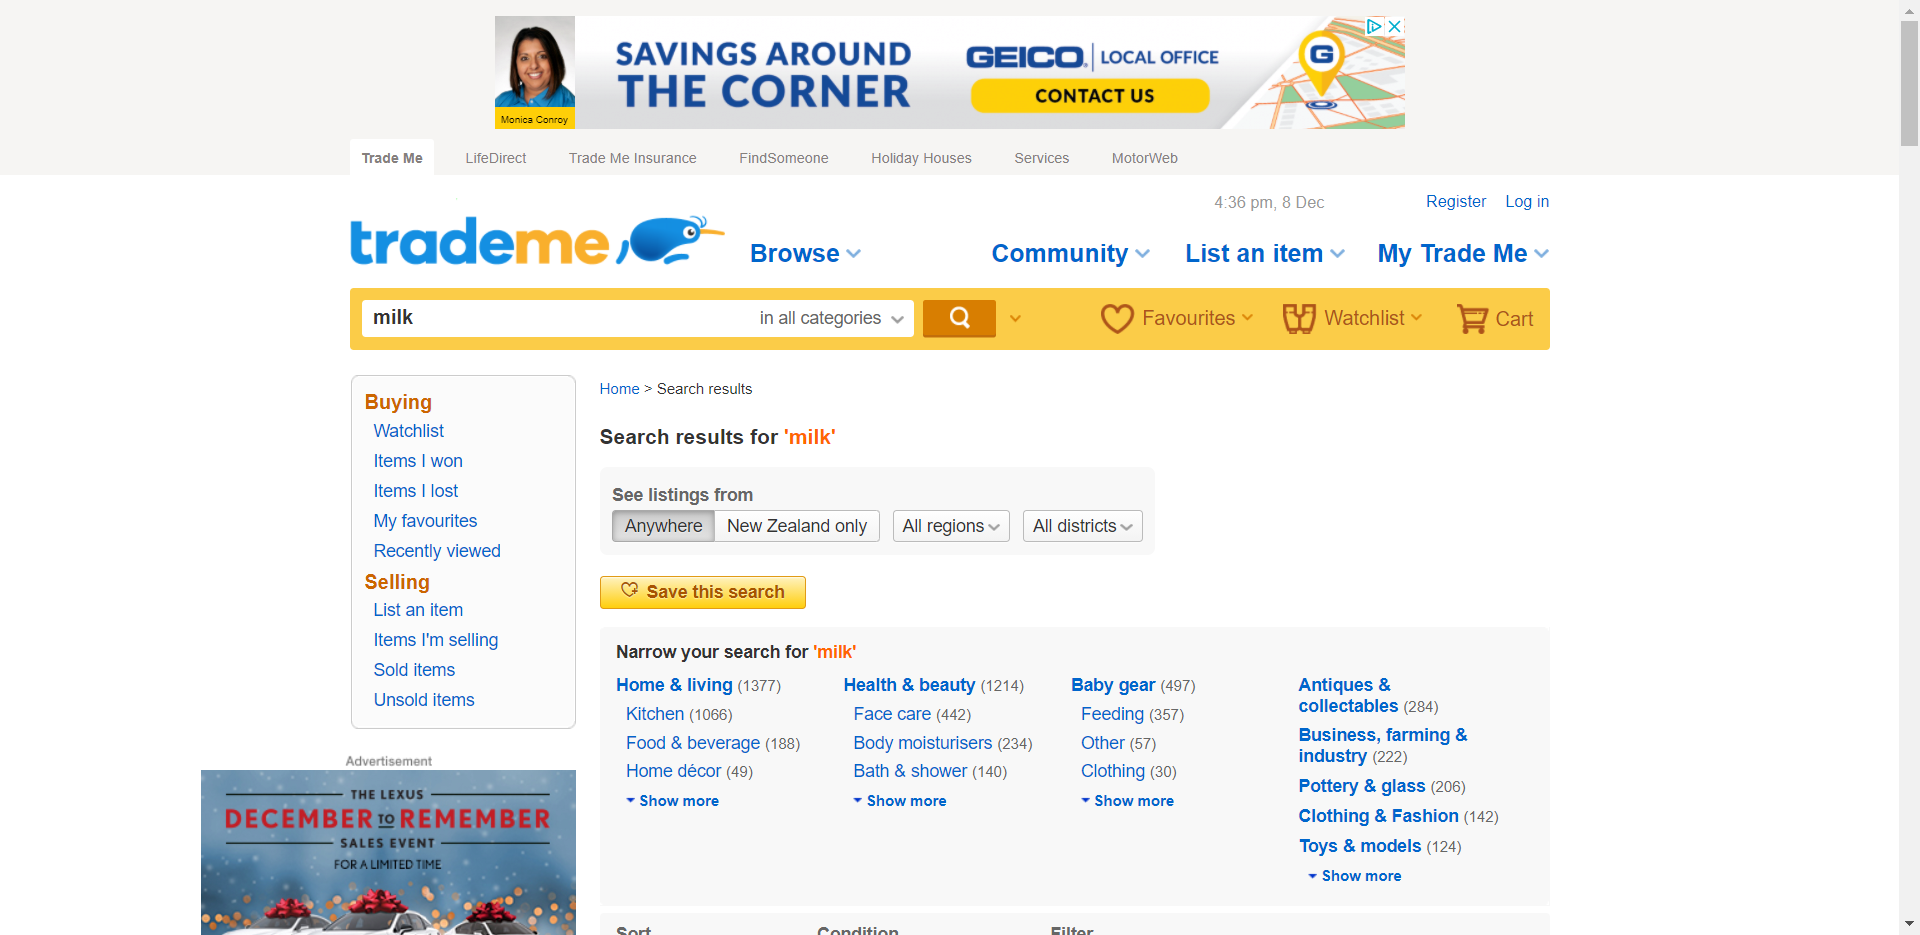 Monica Conroy
SAVINGS AROUND
THE CORNER
GEICO. LOCAL OFFICE
CONTACT US
G
Trade Me
LifeDirect
Trade Me Insurance
FindSomeone
Holiday Houses
Services
MotorWeb
4:36 pm, 8 Dec
Register
Log in
trademe
Browse
Community
List an item
My Trade Me
milk
in all categories
Favourites
Watchlist
Cart
Buying
Watchlist
Items I won
Items I lost
My favourites
Recently viewed
Selling
List an item
Items I'm selling
Sold items
Unsold items
Advertisement
THE LEXUS
DECEMBER TO REMEMBER
SALES EVENT
FOR A LIMITED TIME
Home > Search results
Search results for 'milk'
See listings from
Anywhere
New Zealand only
All regions
All districts
Save this search
Narrow your search for 'milk'
Home & living (1377)
Kitchen (1066)
Food & beverage (188)
Home décor (49)
Show more
Health & beauty (1214)
Face care (442)
Body moisturisers (234)
Bath & shower (140)
Show more
Baby gear (497)
Feeding (357)
Other (57)
Clothing (30)
Show more
Antiques &
collectables (284)
Business, farming &
industry (222)
Pottery & glass (206)
Clothing & Fashion (142)
Toys & models (124)
Show more
Sort
Condition
Filter